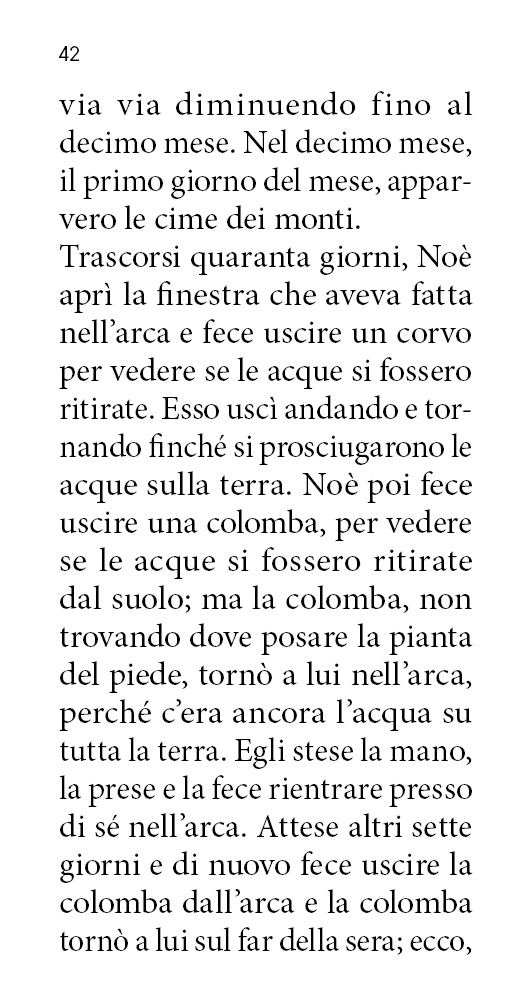 42
via via diminuendo fino al
decimo mese. Nel decimo mese,
il primo giorno del mese, appar-
vero le cime dei monti.
Trascorsi quaranta giorni, Noè
aprì la finestra che aveva fatta
nell’arca e fece uscire un corvo
per vedere se le acque si fossero
ritirate. Esso uscì andando e tor-
nando finché si prosciugarono le
acque sulla terra. Noè poi fece
uscire una colomba, per vedere
se le acque si fossero ritirate
dal suolo; ma la colomba, non
trovando dove posare la pianta
del piede, tornò a lui nell’arca,
perché c’era ancora l’acqua su
tutta la terra. Egli stese la mano,
la prese e la fece rientrare presso
di sé nell’arca. Attese altri sette
giorni e di nuovo fece uscire la
colomba dall’arca e la colomba
tornò a lui sul far della sera; ecco,